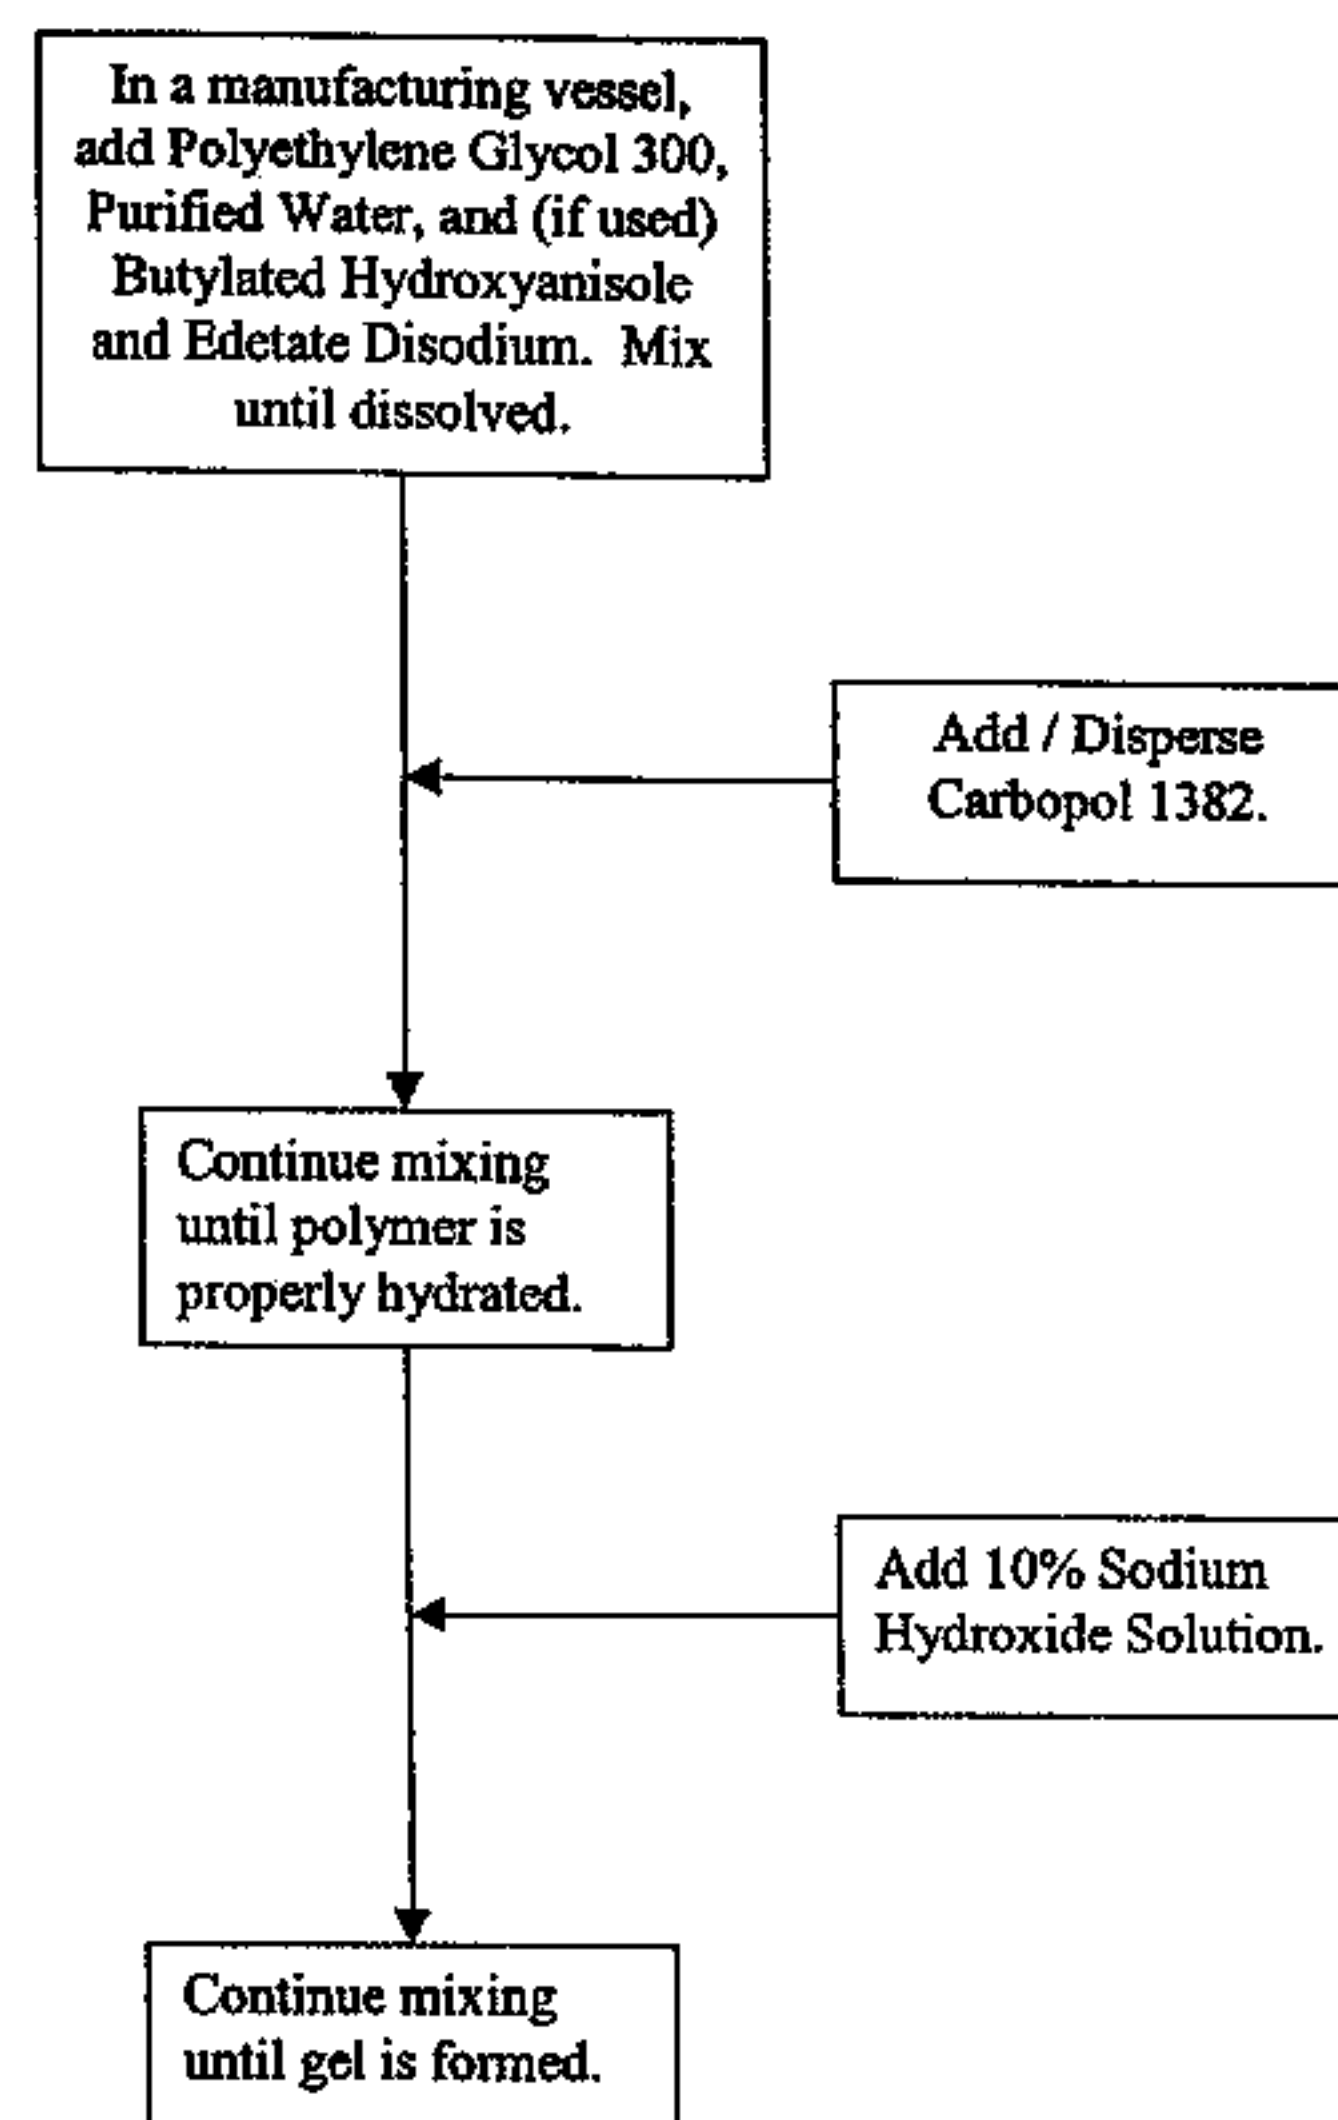 In a manufacturing vessel,
add Polyethylene Glycol 300,
Purified Water, and (if used)
Butylated Hydroxyanisole
and Edetate Disodium. Mix
until dissolved.
Add / Disperse
Carbopol 1382.
Continue mixing
until polymer is
properly hydrated.
Add 10% Sodium
Hydroxide Solution.
Continue mixing
until gel is formed.